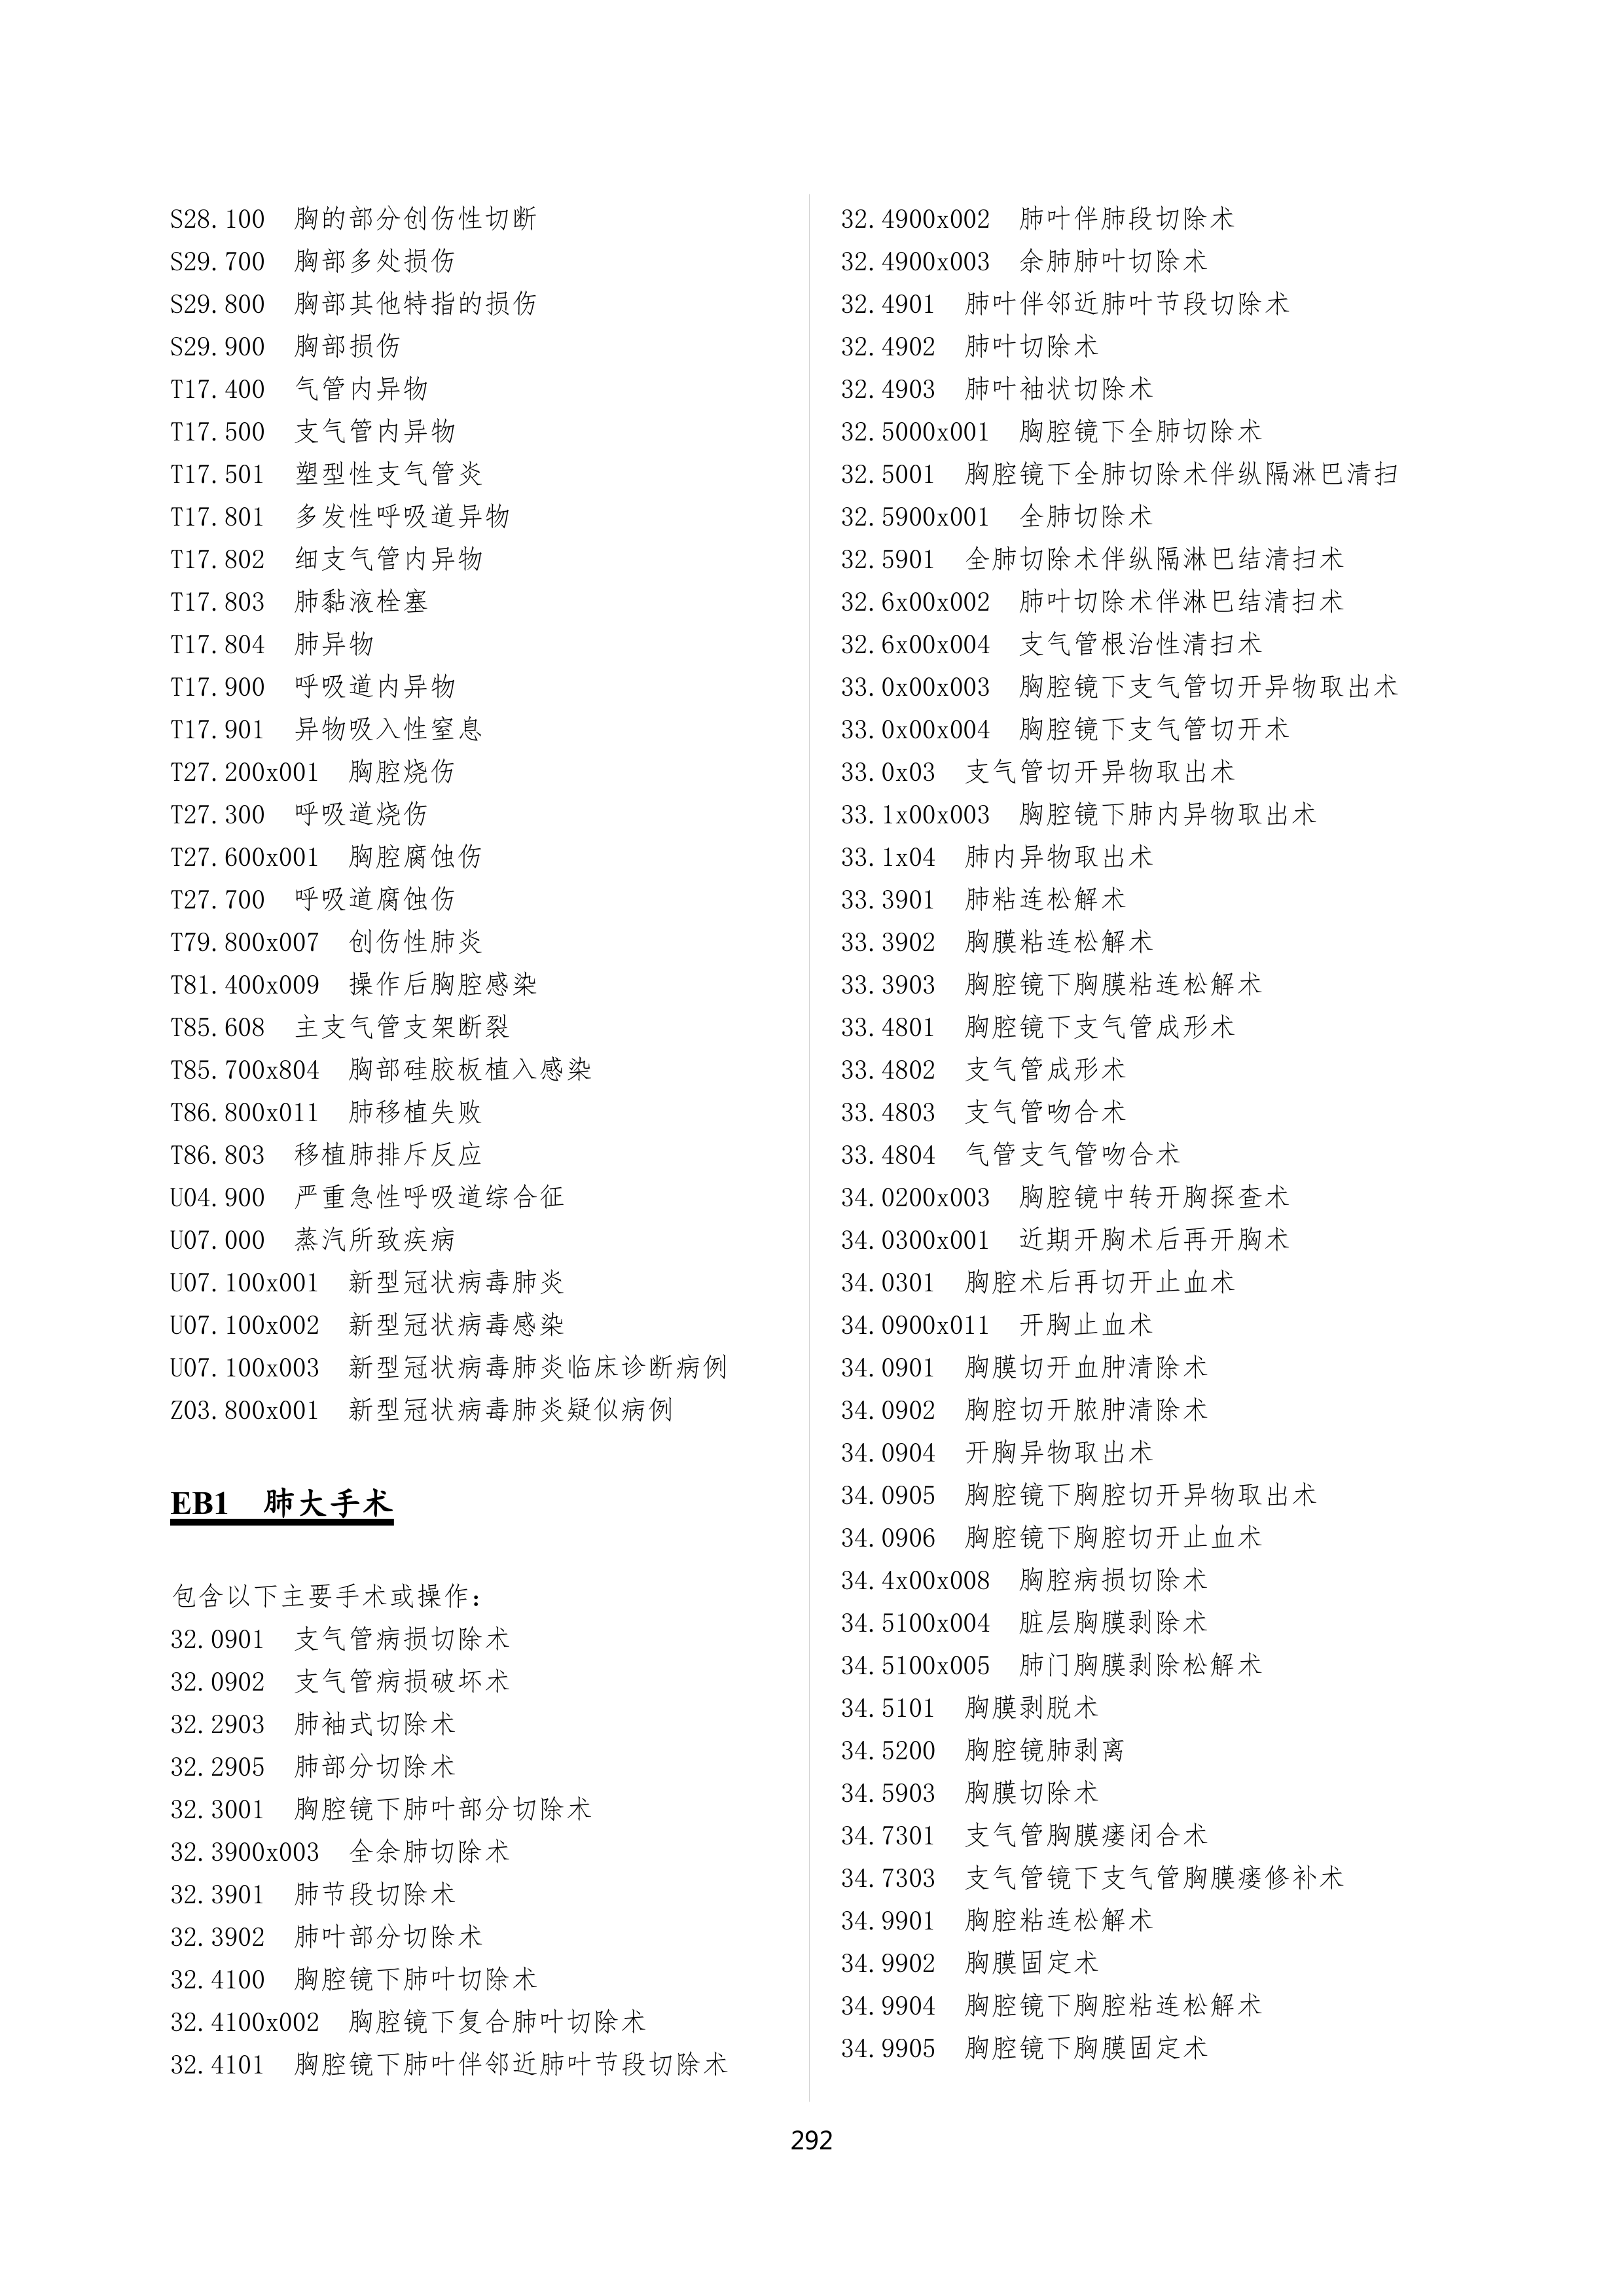 S28.100 胸的部分创伤性切断
S29.700 胸部多处损伤
S29.800 胸部其他特指的损伤
S29.900 胸部损伤
T17.400 气管内异物
T17.500 支气管内异物
T17.501 塑型性支气管炎
T17.801 多发性呼吸道异物
T17.802 细支气管内异物
T17.803 肺黏液栓塞
T17.804 肺异物
T17.900 呼吸道内异物
T17.901 异物吸入性窒息
T27.200x001 胸腔烧伤
T27.300 呼吸道烧伤
T27.600x001 胸腔腐蚀伤
T27.700 呼吸道腐蚀伤
T79.800x007 创伤性肺炎
T81.400x009 操作后胸腔感染
T85.608 主支气管支架断裂
T85.700x804 胸部硅胶板植入感染
T86.800x011 肺移植失败
T86.803 移植肺排斥反应
U04.900 严重急性呼吸道综合征
U07.000 蒸汽所致疾病
U07.100x001 新型冠状病毒肺炎
U07.100x002 新型冠状病毒感染
U07.100x003 新型冠状病毒肺炎临床诊断病例
Z03.800x001 新型冠状病毒肺炎疑似病例
EB1 肺大手术
包含以下主要手术或操作：
32.0901 支气管病损切除术
32.0902 支气管病损破坏术
32.2903 肺袖式切除术
32.2905 肺部分切除术
32.3001 胸腔镜下肺叶部分切除术
32.3900x003 全余肺切除术
32.3901 肺节段切除术
32.3902 肺叶部分切除术
32.4100 胸腔镜下肺叶切除术
32.4100x002 胸腔镜下复合肺叶切除术
32.4101 胸腔镜下肺叶伴邻近肺叶节段切除术
32.4900x002 肺叶伴肺段切除术
32.4900x003 余肺肺叶切除术
32.4901 肺叶伴邻近肺叶节段切除术
32.4902 肺叶切除术
32.4903 肺叶袖状切除术
32.5000x001 胸腔镜下全肺切除术
32.5001 胸腔镜下全肺切除术伴纵隔淋巴清扫
32.5900x001 全肺切除术
32.5901 全肺切除术伴纵隔淋巴结清扫术
32.6x00x002 肺叶切除术伴淋巴结清扫术
32.6x00x004 支气管根治性清扫术
33.0x00x003 胸腔镜下支气管切开异物取出术
33.0x00x004 胸腔镜下支气管切开术
33.0x03 支气管切开异物取出术
33.1x00x003 胸腔镜下肺内异物取出术
33.1x04 肺内异物取出术
33.3901 肺粘连松解术
33.3902 胸膜粘连松解术
33.3903 胸腔镜下胸膜粘连松解术
33.4801 胸腔镜下支气管成形术
33.4802 支气管成形术
33.4803 支气管吻合术
33.4804 气管支气管吻合术
34.0200x003 胸腔镜中转开胸探查术
34.0300x001 近期开胸术后再开胸术
34.0301 胸腔术后再切开止血术
34.0900x011 开胸止血术
34.0901 胸膜切开血肿清除术
34.0902 胸腔切开脓肿清除术
34.0904 开胸异物取出术
34.0905 胸腔镜下胸腔切开异物取出术
34.0906 胸腔镜下胸腔切开止血术
34.4x00x008 胸腔病损切除术
34.5100x004 脏层胸膜剥除术
34.5100x005 肺门胸膜剥除松解术
34.5101 胸膜剥脱术
34.5200 胸腔镜肺剥离
34.5903 胸膜切除术
34.7301 支气管胸膜瘘闭合术
34.7303 支气管镜下支气管胸膜瘘修补术
34.9901 胸腔粘连松解术
34.9902 胸膜固定术
34.9904 胸腔镜下胸腔粘连松解术
34.9905 胸腔镜下胸膜固定术
292